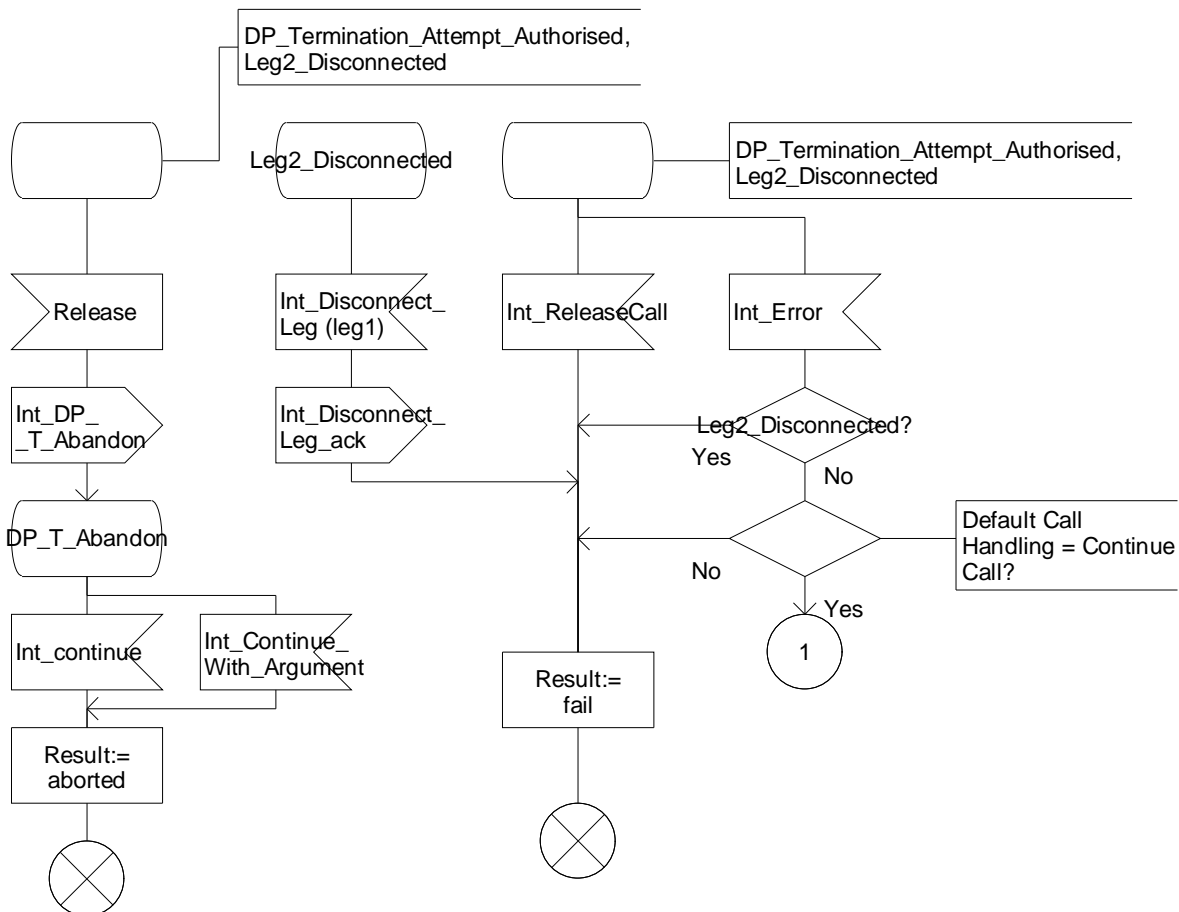 DP_Termination_Attempt_Authorised,
Leg2_Disconnected
Leg2_Disconnected
DP_Termination_Attempt_Authorised,
Leg2_Disconnected
Release
Int_Disconnect_
Leg (leg1)
Int_ReleaseCall
Int_Error
Int_DP_
_T_Abandon
Int_Disconnect_
Leg_ack
Leg2_Disconnected?
Yes
No
DP_T_Abandon
Default Call
Handling = Continue
Call?
No
Yes
Int_continue
Int_Continue_
With_Argument
1
Result:=
fail
Result:=
aborted